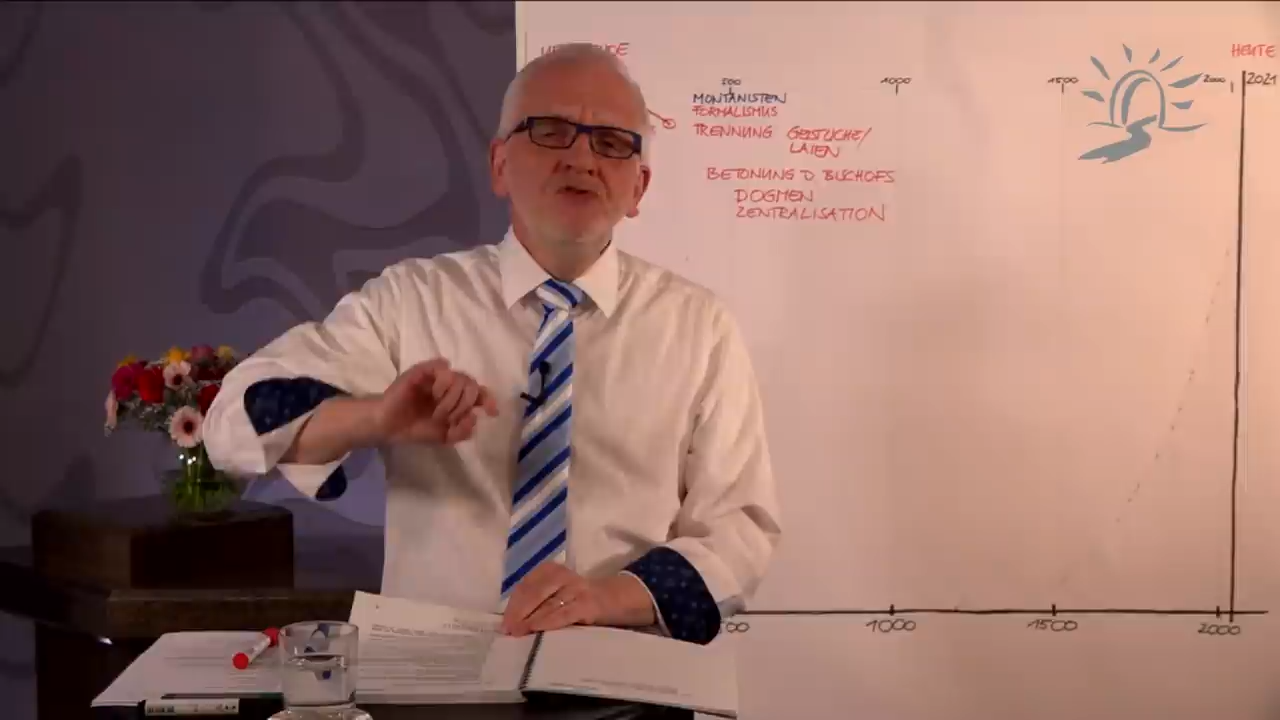 HEUTE
500
1000
1500
2000
2021
MONTANISTEN
FORMALISMUS
TRENNUNG GEISTLICHE/
LAIEN
BETONUNG D BISCHOFS
DOGMEN
ZENTRALISATION
1000
1500
2000